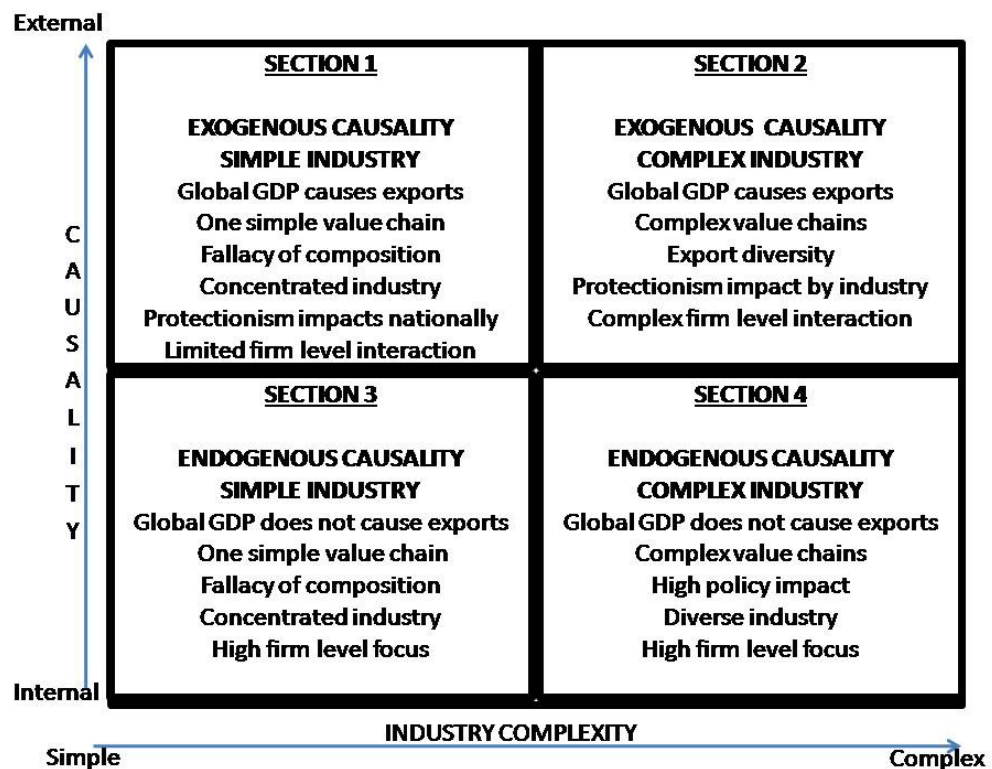 External
SECTION 1
EXOGENOUS CAUSALITY
SIMPLE INDUSTRY
Global GDP causes exports
One simple value chain
Fallacy of composition
Concentrated industry
Protectionism impacts nationally
Limited firm level interaction
SECTION 2
EXOGENOUS CAUSALITY
COMPLEX INDUSTRY
Global GDP causes exports
Complex value chains
Export diversity
Protectionism impact by industry
Complex firm level interaction
CAUSALITY
SECTION 3
ENDOGENOUS CAUSALITY
SIMPLE INDUSTRY
Global GDP does not cause exports
One simple value chain
Fallacy of composition
Concentrated industry
High firm level focus
SECTION 4
ENDOGENOUS CAUSALITY
COMPLEX INDUSTRY
Global GDP does not cause exports
Complex value chains
High policy impact
Diverse industry
High firm level focus
Internal
INDUSTRY COMPLEXITY
Simple
Complex